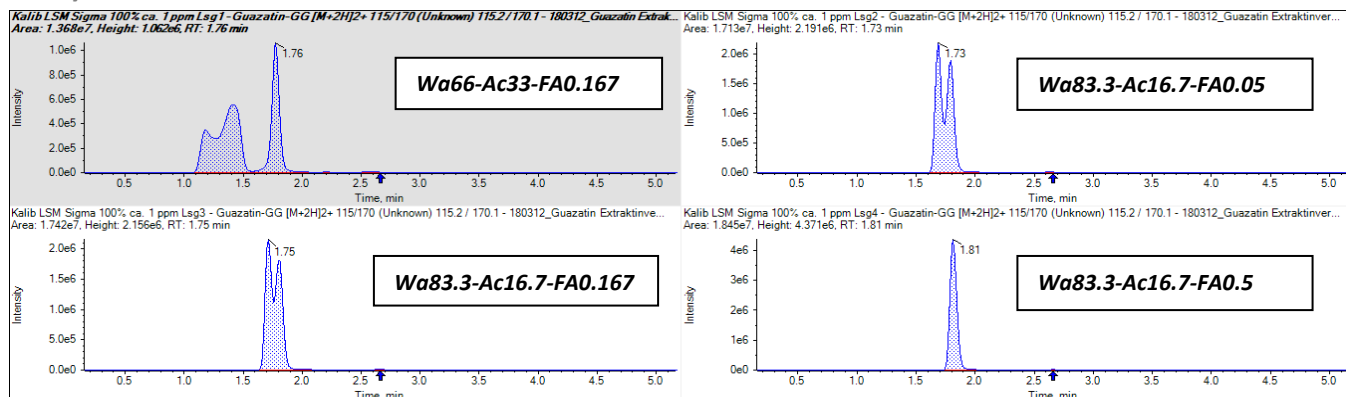 Kalib LSM Sigma 100% ca. 1 ppm Lsg1 - Guazatin-GG [M+2H]2+ 115/170 (Unknown) 115.2 / 170.1 - 180312_Guazatin Extrak...
Area: 1.368e7, Height: 1.062e6, RT: 1.76 min
1.0e6
8.0e5
6.0e5
4.0e5
2.0e5
0.0e0
Intensity
1.76
Wa66-Ac33-FA0.167
0.5 1.0 1.5 2.0 2.5 3.0 3.5 4.0 4.5 5.0
Time, min
Kalib LSM Sigma 100% ca. 1 ppm Lsg2 - Guazatin-GG [M+2H]2+ 115/170 (Unknown) 115.2 / 170.1 - 180312_Guazatin Extraktinver...
Area: 1.713e7, Height: 2.191e6, RT: 1.73 min
2.0e6
1.5e6
1.0e6
5.0e5
0.0e0
Intensity
1.73
Wa83.3-Ac16.7-FA0.05
0.5 1.0 1.5 2.0 2.5 3.0 3.5 4.0 4.5 5.0
Time, min
Kalib LSM Sigma 100% ca. 1 ppm Lsg3 - Guazatin-GG [M+2H]2+ 115/170 (Unknown) 115.2 / 170.1 - 180312_Guazatin Extraktinve...
Area: 1.742e7, Height: 2.156e6, RT: 1.75 min
2.0e6
1.5e6
1.0e6
5.0e5
0.0e0
Intensity
1.75
Wa83.3-Ac16.7-FA0.167
0.5 1.0 1.5 2.0 2.5 3.0 3.5 4.0 4.5 5.0
Time, min
Kalib LSM Sigma 100% ca. 1 ppm Lsg4 - Guazatin-GG [M+2H]2+ 115/170 (Unknown) 115.2 / 170.1 - 180312_Guazatin Extraktinver...
Area: 1.845e7, Height: 4.371e6, RT: 1.81 min
4e6
3e6
2e6
1e6
0e0
Intensity
1.81
Wa83.3-Ac16.7-FA0.5
0.5 1.0 1.5 2.0 2.5 3.0 3.5 4.0 4.5 5.0
Time, min